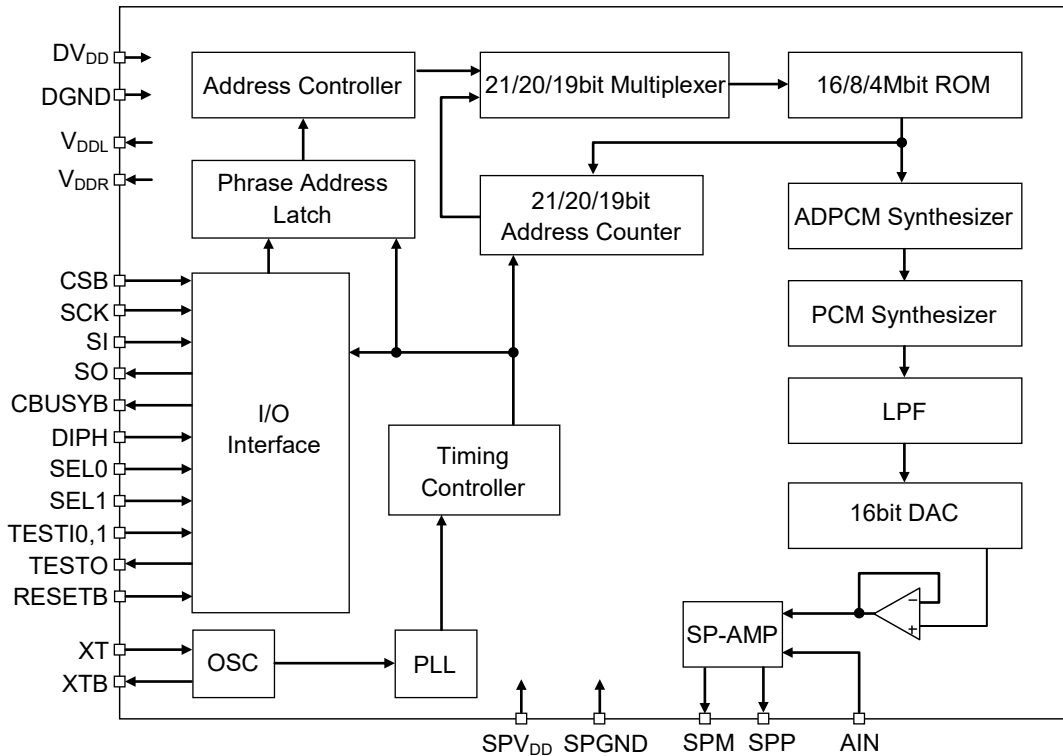 DVDD
DGND
VDDL
VDDR
CSB
SCK
SI
SO
CBUSYB
DIPH
SEL0
SEL1
TESTI0,1
TESTO
RESETB
XT
XTB
Address Controller
21/20/19bit Multiplexer
16/8/4Mbit ROM
Phrase Address
Latch
21/20/19bit
Address Counter
ADPCM Synthesizer
PCM Synthesizer
LPF
16bit DAC
I/O
Interface
Timing
Controller
OSC
PLL
SP-AMP
−
+
SPVDD
SPGND
SPM
SPP
AIN